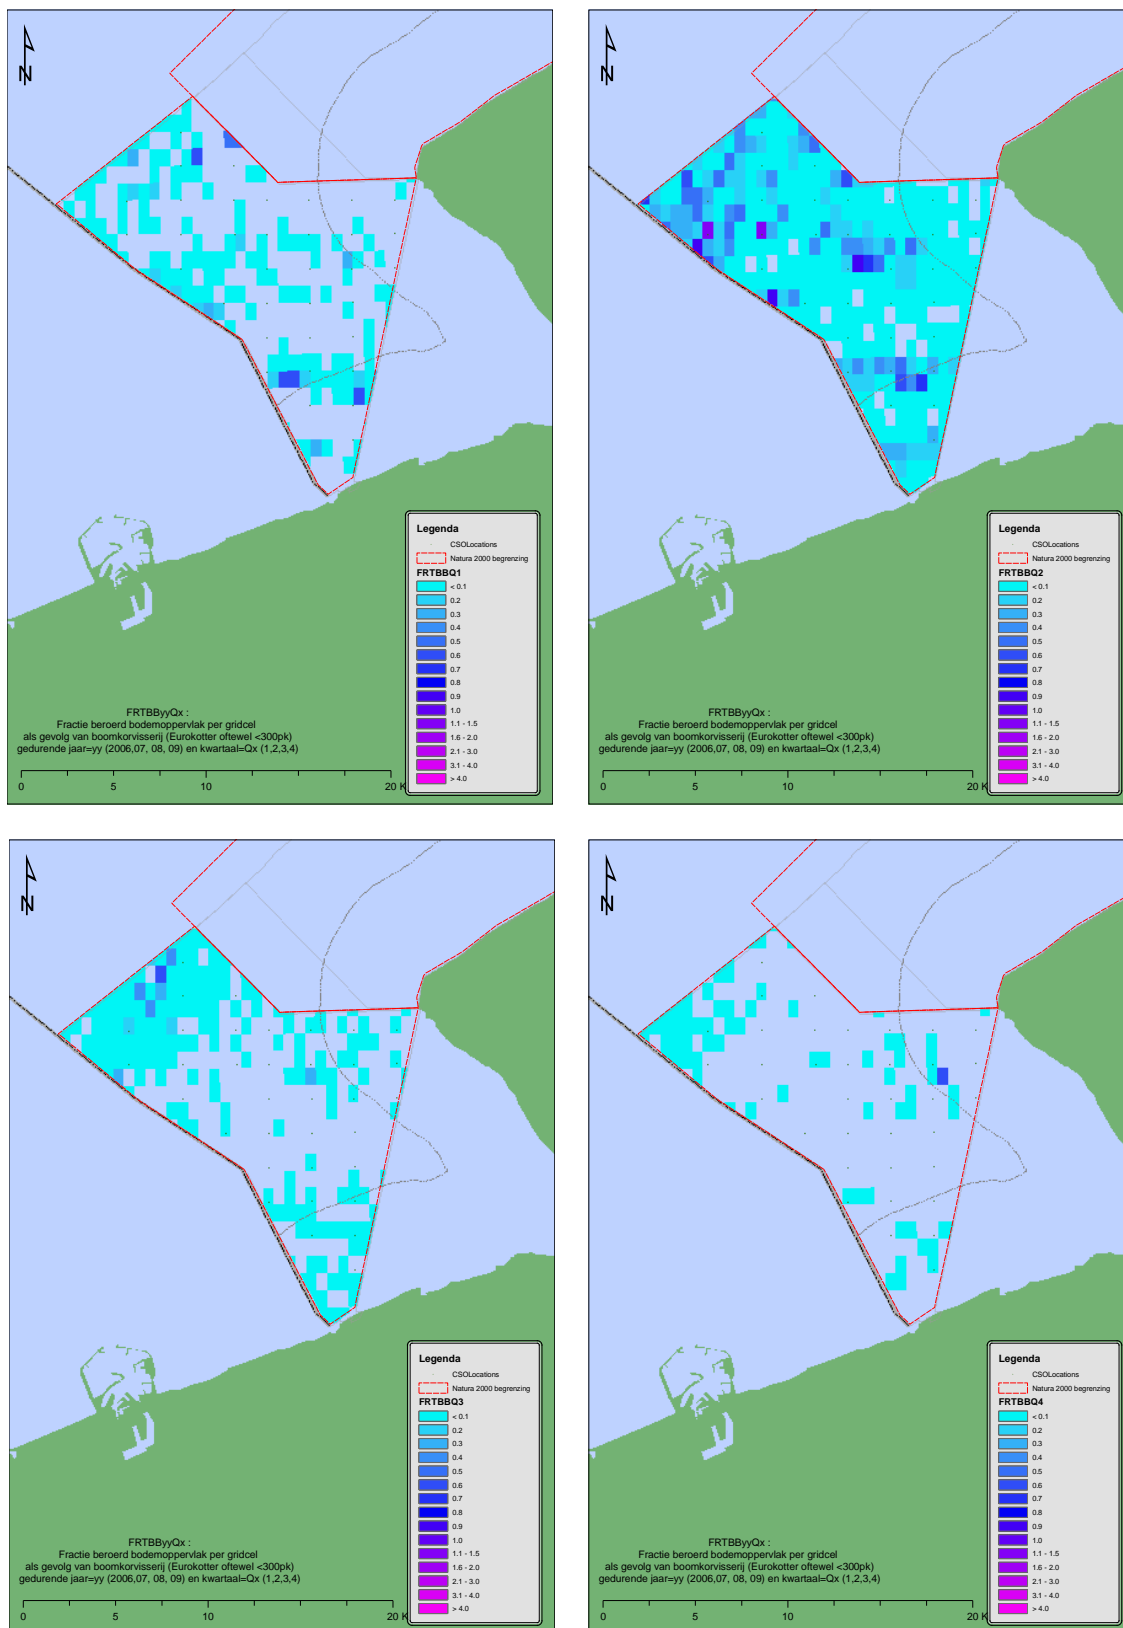 N
Legenda
CSOLocations
Natura 2000 begrenzing
FRTBBQ1
< 0.1
0.2
0.3
0.4
0.5
0.6
0.7
0.8
0.9
1.0
1.1 - 1.5
1.6 - 2.0
2.1 - 3.0
3.1 - 4.0
> 4.0
FRTBByyQx :
Fractie beroerd bodemoppervlak per gridcel
als gevolg van boomkorvisserij (Eurokotter oftewel <300pk)
gedurende jaar=yy (2006,07, 08, 09) en kwartaal=Qx (1,2,3,4)
0 5 10 20 K
N
Legenda
CSOLocations
Natura 2000 begrenzing
FRTBBQ2
< 0.1
0.2
0.3
0.4
0.5
0.6
0.7
0.8
0.9
1.0
1.1 - 1.5
1.6 - 2.0
2.1 - 3.0
3.1 - 4.0
> 4.0
FRTBByyQx :
Fractie beroerd bodemoppervlak per gridcel
als gevolg van boomkorvisserij (Eurokotter oftewel <300pk)
gedurende jaar=yy (2006,07, 08, 09) en kwartaal=Qx (1,2,3,4)
0 5 10 20 K
N
Legenda
CSOLocations
Natura 2000 begrenzing
FRTBBQ3
< 0.1
0.2
0.3
0.4
0.5
0.6
0.7
0.8
0.9
1.0
1.1 - 1.5
1.6 - 2.0
2.1 - 3.0
3.1 - 4.0
> 4.0
FRTBByyQx :
Fractie beroerd bodemoppervlak per gridcel
als gevolg van boomkorvisserij (Eurokotter oftewel <300pk)
gedurende jaar=yy (2006,07, 08, 09) en kwartaal=Qx (1,2,3,4)
0 5 10 20 K
N
Legenda
CSOLocations
Natura 2000 begrenzing
FRTBBQ4
< 0.1
0.2
0.3
0.4
0.5
0.6
0.7
0.8
0.9
1.0
1.1 - 1.5
1.6 - 2.0
2.1 - 3.0
3.1 - 4.0
> 4.0
FRTBByyQx :
Fractie beroerd bodemoppervlak per gridcel
als gevolg van boomkorvisserij (Eurokotter oftewel <300pk)
gedurende jaar=yy (2006,07, 08, 09) en kwartaal=Qx (1,2,3,4)
0 5 10 20 K